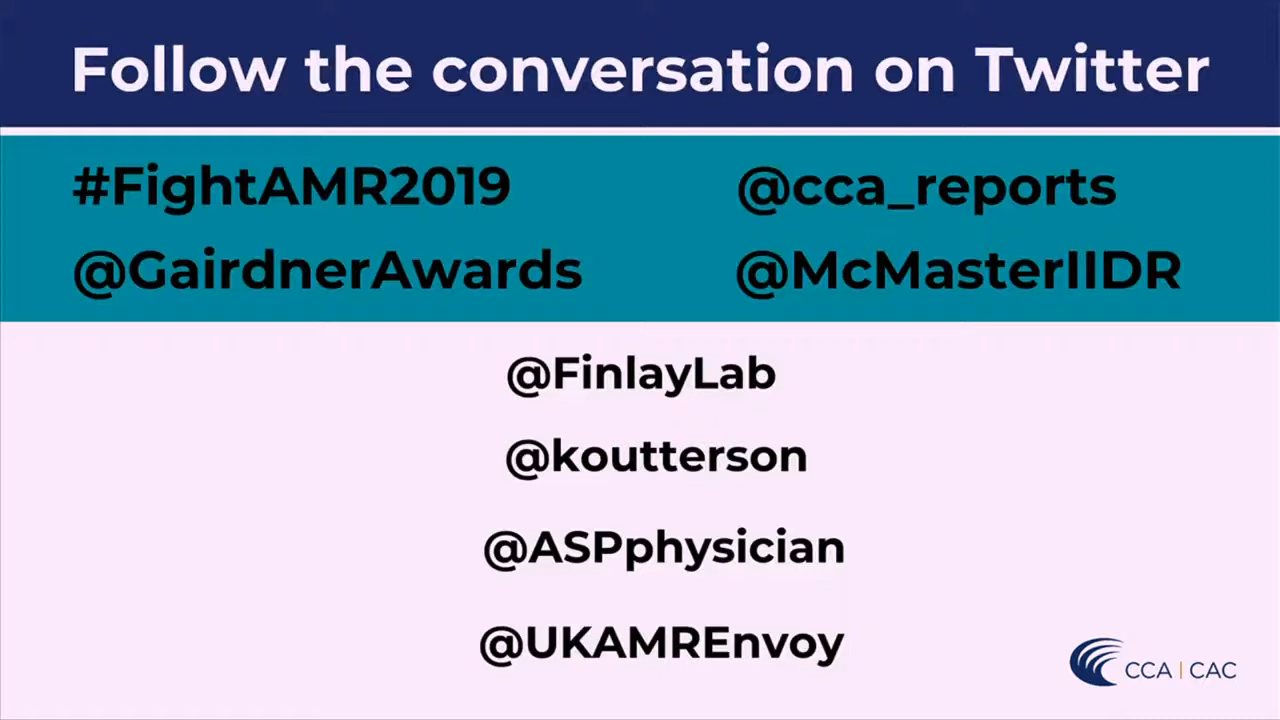 Follow the conversation on Twitter
#FightAMR2019 @cca_reports
@GairdnerAwards @McMasterIIDR
@FinlayLab
@koutterson
@ASPphysician
@UKAMREnvoy
CCA | CAC